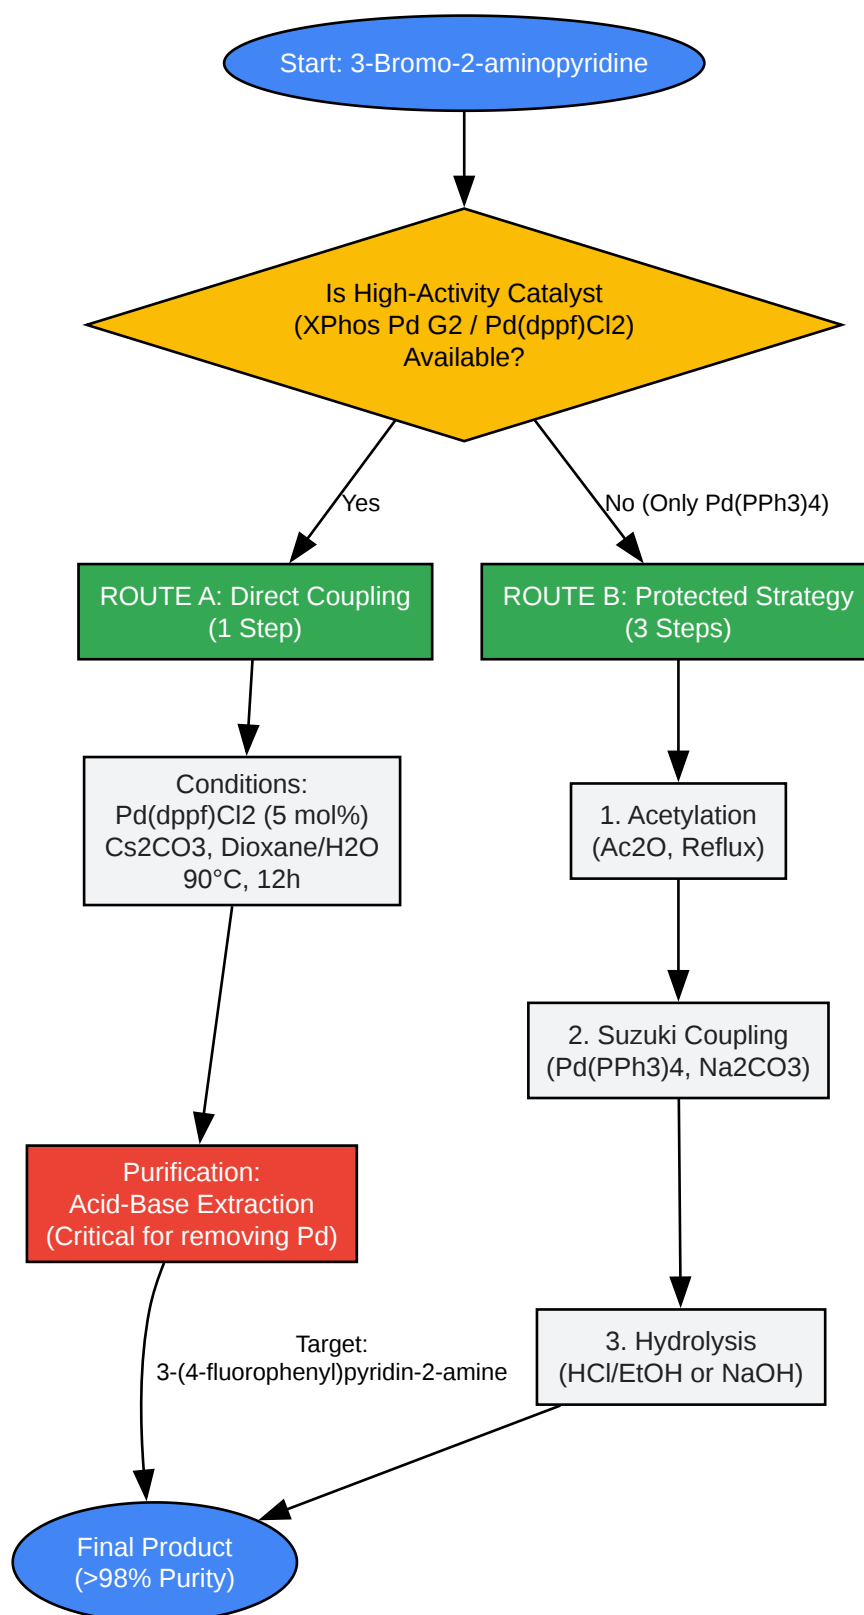 Start: 3-Bromo-2-aminopyridine
Is High-Activity Catalyst
(XPhos Pd G2 / Pd(dppf)Cl2)
Available?
Yes
No (Only Pd(PPh3)4)
ROUTE A: Direct Coupling
(1 Step)
ROUTE B: Protected Strategy
(3 Steps)
Conditions:
Pd(dppf)Cl2 (5 mol%)
Cs2CO3, Dioxane/H2O
90°C, 12h
1. Acetylation
(Ac2O, Reflux)
2. Suzuki Coupling
(Pd(PPh3)4, Na2CO3)
Purification:
Acid-Base Extraction
(Critical for removing Pd)
3. Hydrolysis
(HCl/EtOH or NaOH)
Target:
3-(4-fluorophenyl)pyridin-2-amine
Final Product
(>98% Purity)